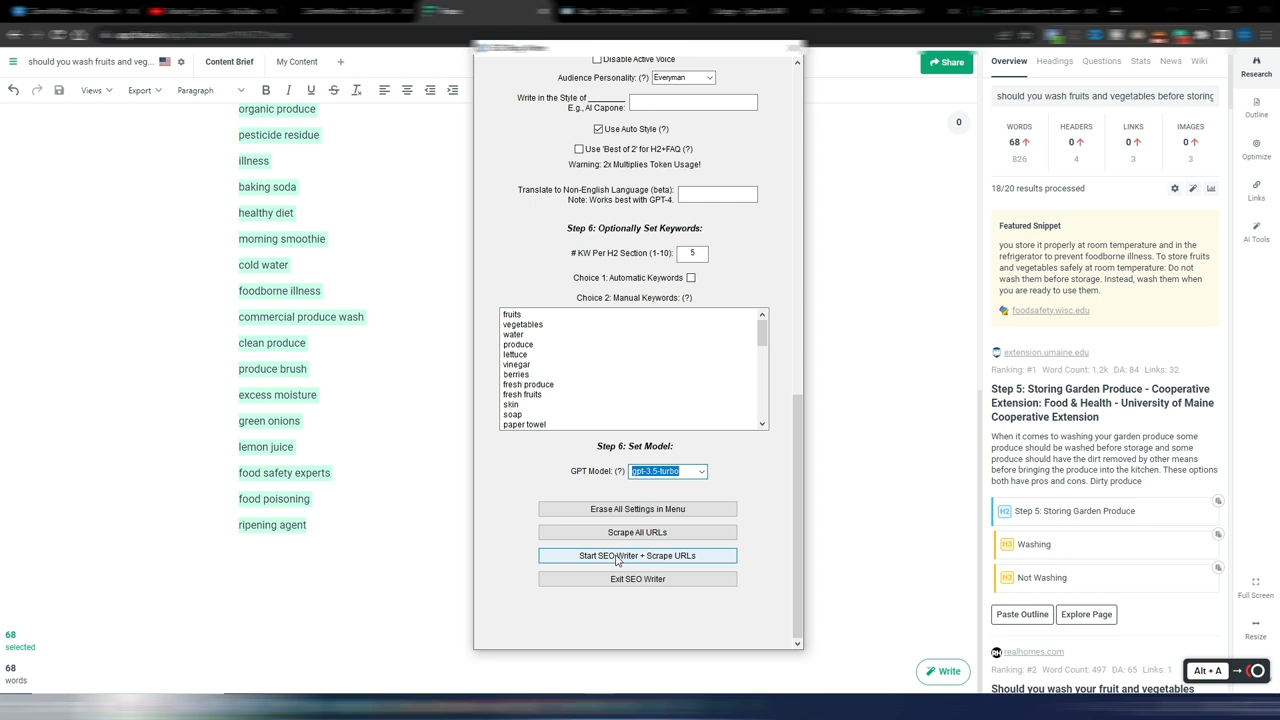 should you wash fruits and veg...
Content Brief
My Content
+
Share
Views
Export
Paragraph
B
I
U
S
organic produce
pesticide residue
illness
baking soda
healthy diet
morning smoothie
cold water
foodborne illness
commercial produce wash
clean produce
produce brush
excess moisture
green onions
lemon juice
food safety experts
food poisoning
ripening agent
68
selected
68
words
0
Write
Disable Active Voice
Audience Personality: (?) Everyman
Write in the Style of ________
E.g., Al Capone:
Use Auto Style (?)
Use 'Best of 2' for H2+FAQ (?)
Warning: 2x Multiplies Token Usage!
Translate to Non-English Language (beta):
Note: Works best with GPT-4.
Step 6: Optionally Set Keywords:
# KW Per H2 Section (1-10): 5
Choice 1: Automatic Keywords
Choice 2: Manual Keywords: (?)
fruits
vegetables
water
produce
lettuce
vinegar
berries
fresh produce
fresh fruits
skin
soap
paper towel
Step 6: Set Model:
GPT Model: (?) gpt-3.5-turbo
Erase All Settings in Menu
Scrape All URLs
Start SEO Writer + Scrape URLs
Exit SEO Writer
Overview
Headings
Questions
Stats
News
Wiki
should you wash fruits and vegetables before storing
WORDS
HEADERS
LINKS
IMAGES
68
0
0
0
826
4
3
3
18/20 results processed
Featured Snippet
you store it properly at room temperature and in the
refrigerator to prevent foodborne illness. To store fruits
and vegetables safely at room temperature: Do not
wash them before storage. Instead, wash them when
you are ready to use them.
foodsafety.wisc.edu
extension.umaine.edu
Ranking: #1 Word Count: 1.2k DA: 84 Links: 32
Step 5: Storing Garden Produce - Cooperative
Extension: Food & Health - University of Maine
Cooperative Extension
When it comes to washing your garden produce some
produce should be washed before storage and some
produce should have the dirt removed by other means
before bringing the produce into the kitchen. These options
both have pros and cons. Dirty produce
H2 Step 5: Storing Garden Produce
H3 Washing
H3 Not Washing
Paste Outline
Explore Page
realhomes.com
Ranking: #2 Word Count: 497 DA: 65 Links: 1
Should you wash your fruit and vegetables
Alt + A
Research
Outline
Optimize
Links
AI Tools
Full Screen
Resize